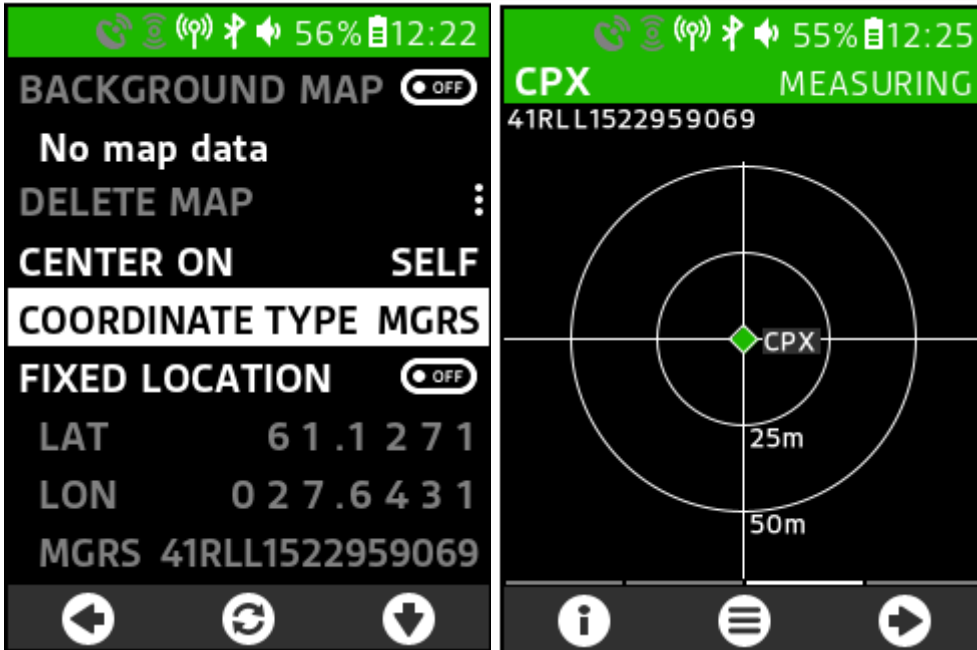 56% 12:22
BACKGROUND MAP OFF
No map data
DELETE MAP
CENTER ON SELF
COORDINATE TYPE MGRS
FIXED LOCATION OFF
LAT 61.1271
LON 027.6431
MGRS 41RLL1522959069
55% 12:25
CPX MEASURING
41RLL1522959069
CPX
25m
50m